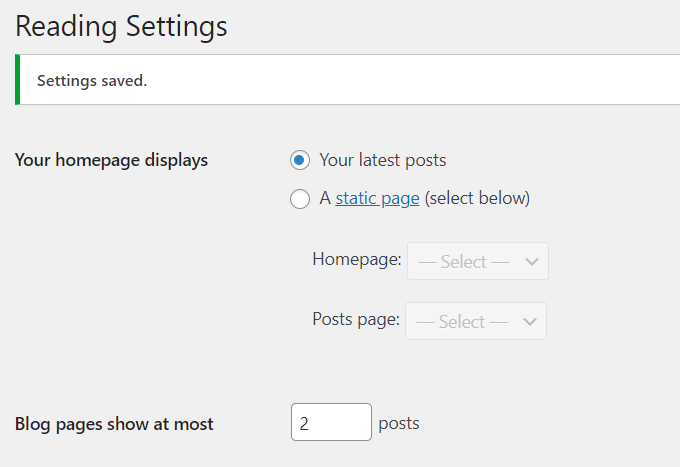 Reading Settings
Settings saved.
Your homepage displays
Your latest posts
A static page (select below)
Homepage: — Select —
Posts page: — Select —
Blog pages show at most 2 posts